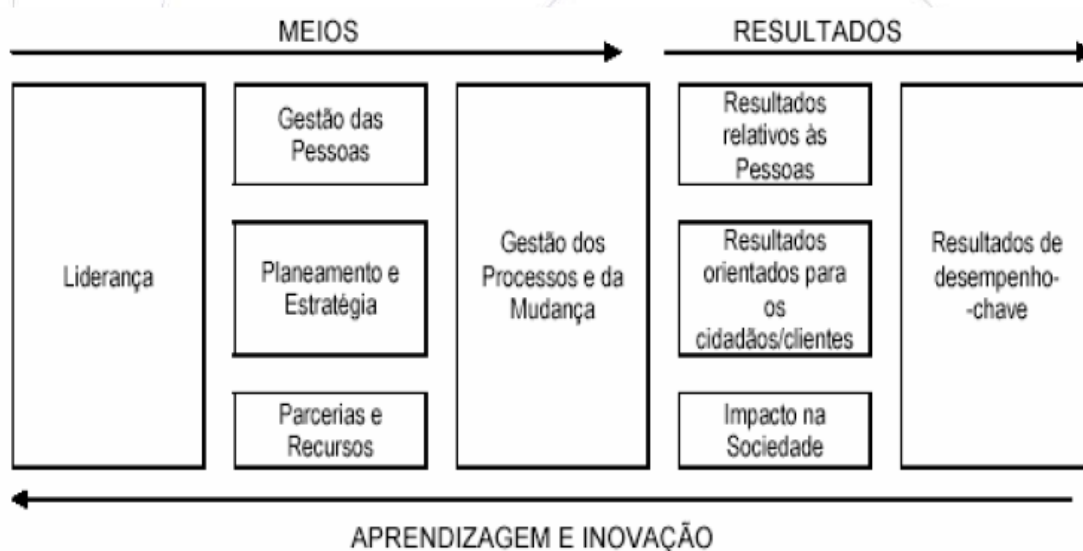 MEIOS
RESULTADOS
Liderança
Gestão das
Pessoas
Planeamento e
Estratégia
Parcerias e
Recursos
Gestão dos
Processos e da
Mudança
Resultados
relativos às
Pessoas
Resultados
orientados para
os
cidadãos/clientes
Impacto na
Sociedade
Resultados de
desempenho-
-chave
APRENDIZAGEM E INOVAÇÃO